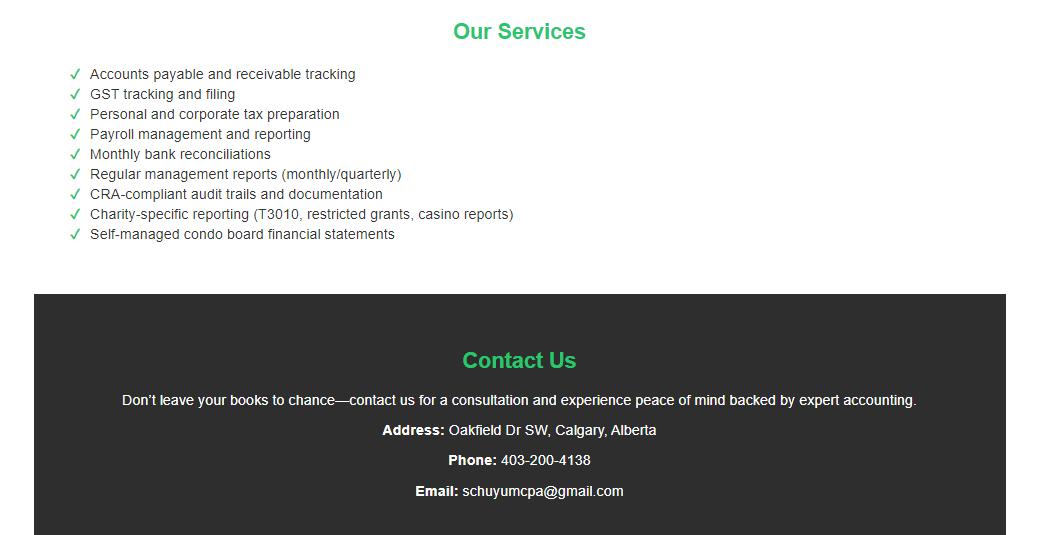 Our Services
✓ Accounts payable and receivable tracking
✓ GST tracking and filing
✓ Personal and corporate tax preparation
✓ Payroll management and reporting
✓ Monthly bank reconciliations
✓ Regular management reports (monthly/quarterly)
✓ CRA-compliant audit trails and documentation
✓ Charity-specific reporting (T3010, restricted grants, casino reports)
✓ Self-managed condo board financial statements
Contact Us
Don’t leave your books to chance—contact us for a consultation and experience peace of mind backed by expert accounting.
Address: Oakfield Dr SW, Calgary, Alberta
Phone: 403-200-4138
Email: schuyumcpa@gmail.com